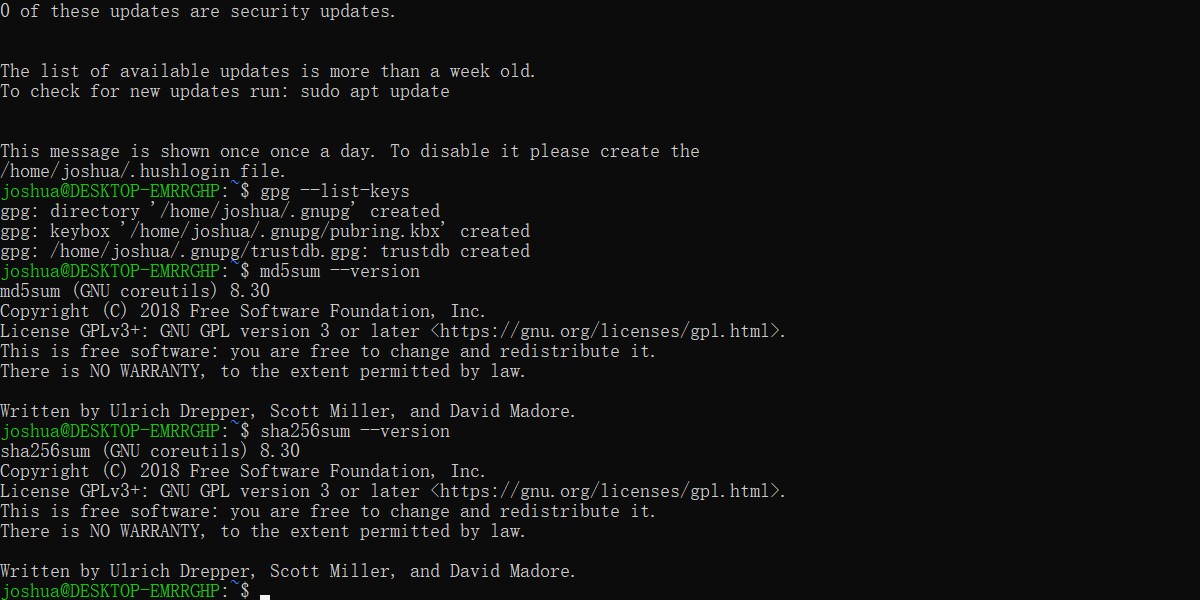 0 of these updates are security updates.
The list of available updates is more than a week old.
To check for new updates run: sudo apt update
This message is shown once once a day. To disable it please create the
/home/joshua/.hushlogin file.
joshua@DESKTOP-EMRRGHP:~$ gpg --list-keys
gpg: directory '/home/joshua/.gnupg' created
gpg: keybox '/home/joshua/.gnupg/pubring.kbx' created
gpg: /home/joshua/.gnupg/trustdb.gpg: trustdb created
joshua@DESKTOP-EMRRGHP:~$ md5sum --version
md5sum (GNU coreutils) 8.30
Copyright (C) 2018 Free Software Foundation, Inc.
License GPLv3+: GNU GPL version 3 or later <https://gnu.org/licenses/gpl.html>.
This is free software: you are free to change and redistribute it.
There is NO WARRANTY, to the extent permitted by law.
Written by Ulrich Drepper, Scott Miller, and David Madore.
joshua@DESKTOP-EMRRGHP:~$ sha256sum --version
sha256sum (GNU coreutils) 8.30
Copyright (C) 2018 Free Software Foundation, Inc.
License GPLv3+: GNU GPL version 3 or later <https://gnu.org/licenses/gpl.html>.
This is free software: you are free to change and redistribute it.
There is NO WARRANTY, to the extent permitted by law.
Written by Ulrich Drepper, Scott Miller, and David Madore.
joshua@DESKTOP-EMRRGHP:~$